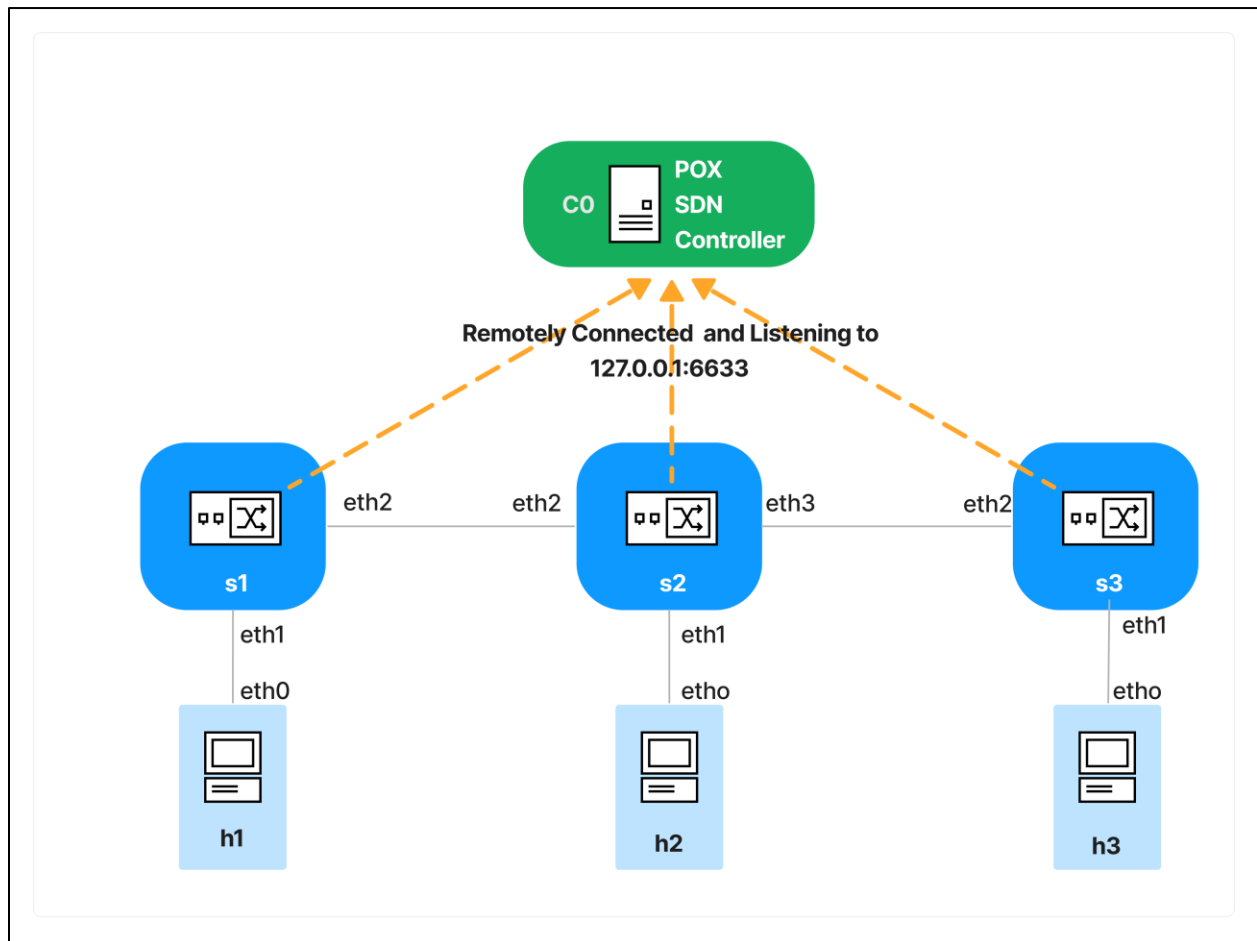 C0
POX
SDN
Controller
Remotely Connected and Listening to
127.0.0.1:6633
eth2
eth2
eth3
eth2
s1
s2
s3
eth1
eth1
eth1
eth0
etho
etho
h1
h2
h3